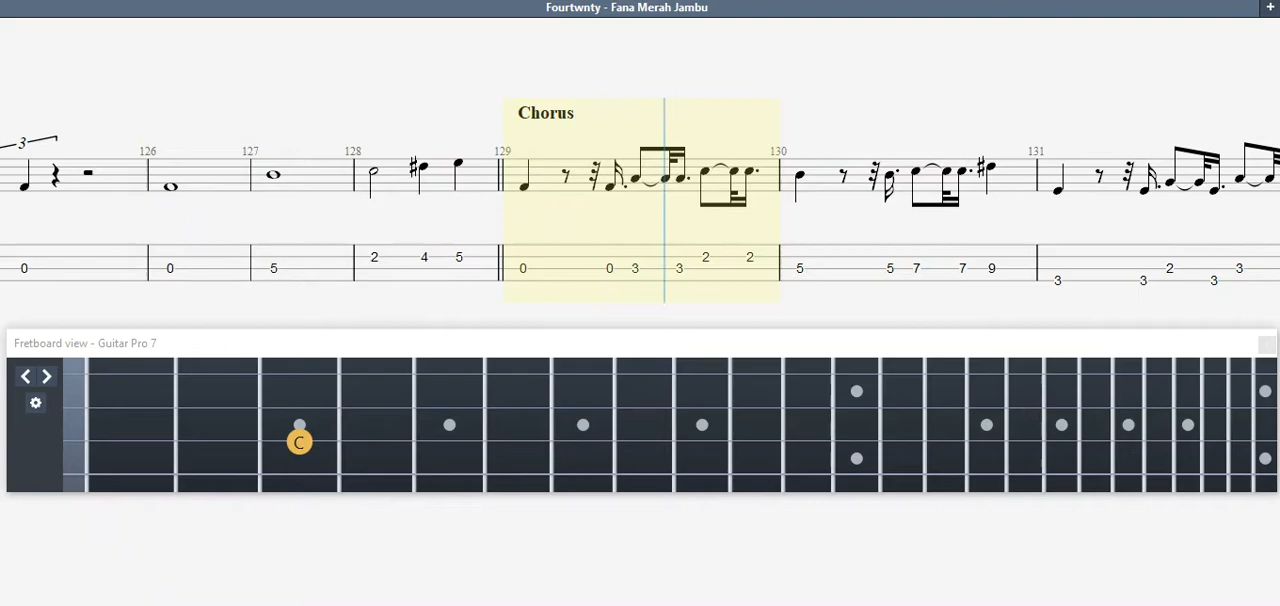 Fourtwnty - Fana Merah Jambu
+
Chorus
3
126 127 128 129 130 131
2 4 5 2 2 2
0 0 5 0 0 3 3 5 5 7 7 9 3
3 3 3
Fretboard view - Guitar Pro 7
C